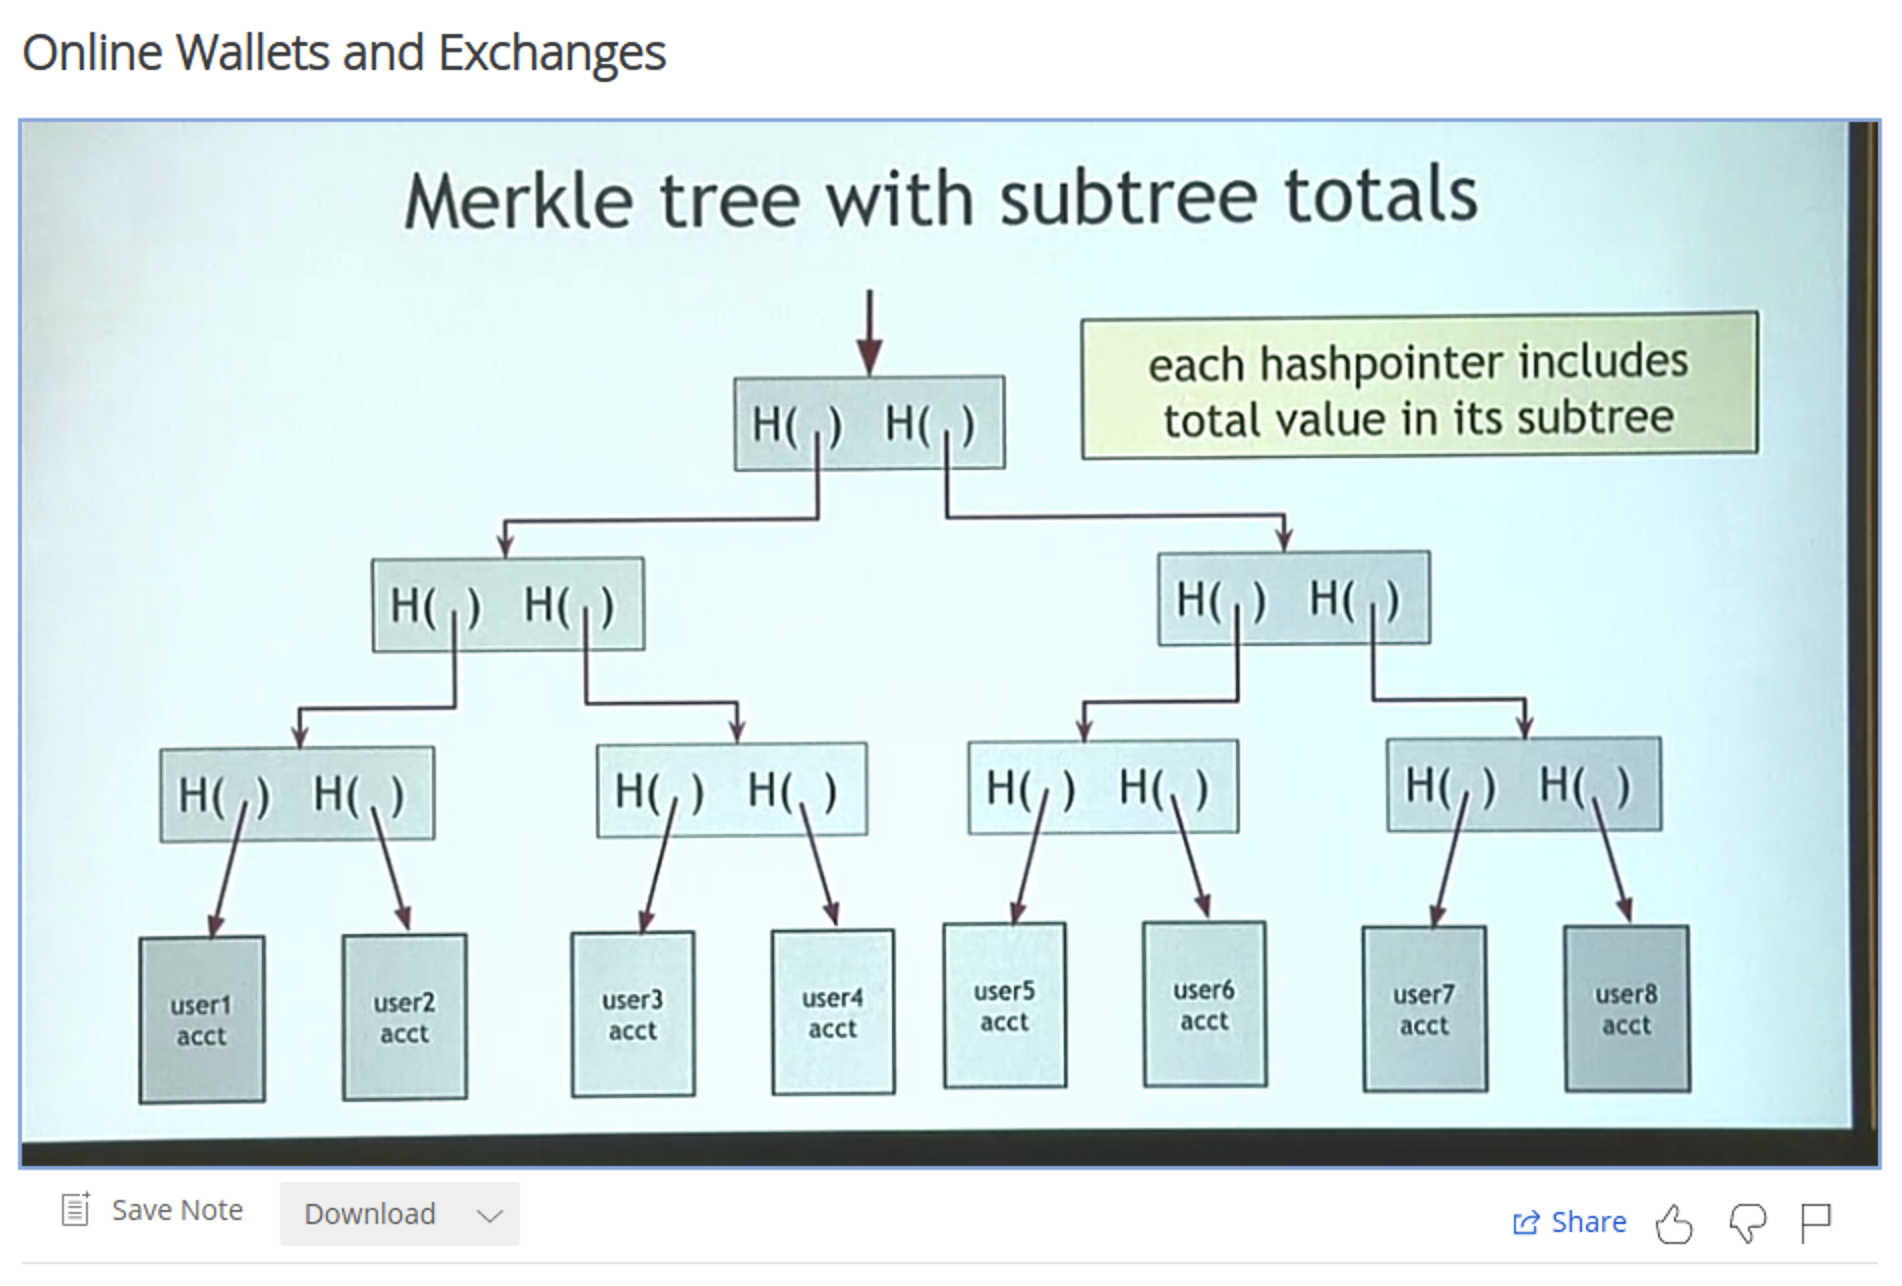 Online Wallets and Exchanges
Merkle tree with subtree totals
each hashpointer includes
total value in its subtree
H( ) H( )
H( ) H( )
H( ) H( )
H( ) H( )
H( ) H( )
H( ) H( )
H( ) H( )
user1
acct
user2
acct
user3
acct
user4
acct
user5
acct
user6
acct
user7
acct
user8
acct
Save Note
Download
Share